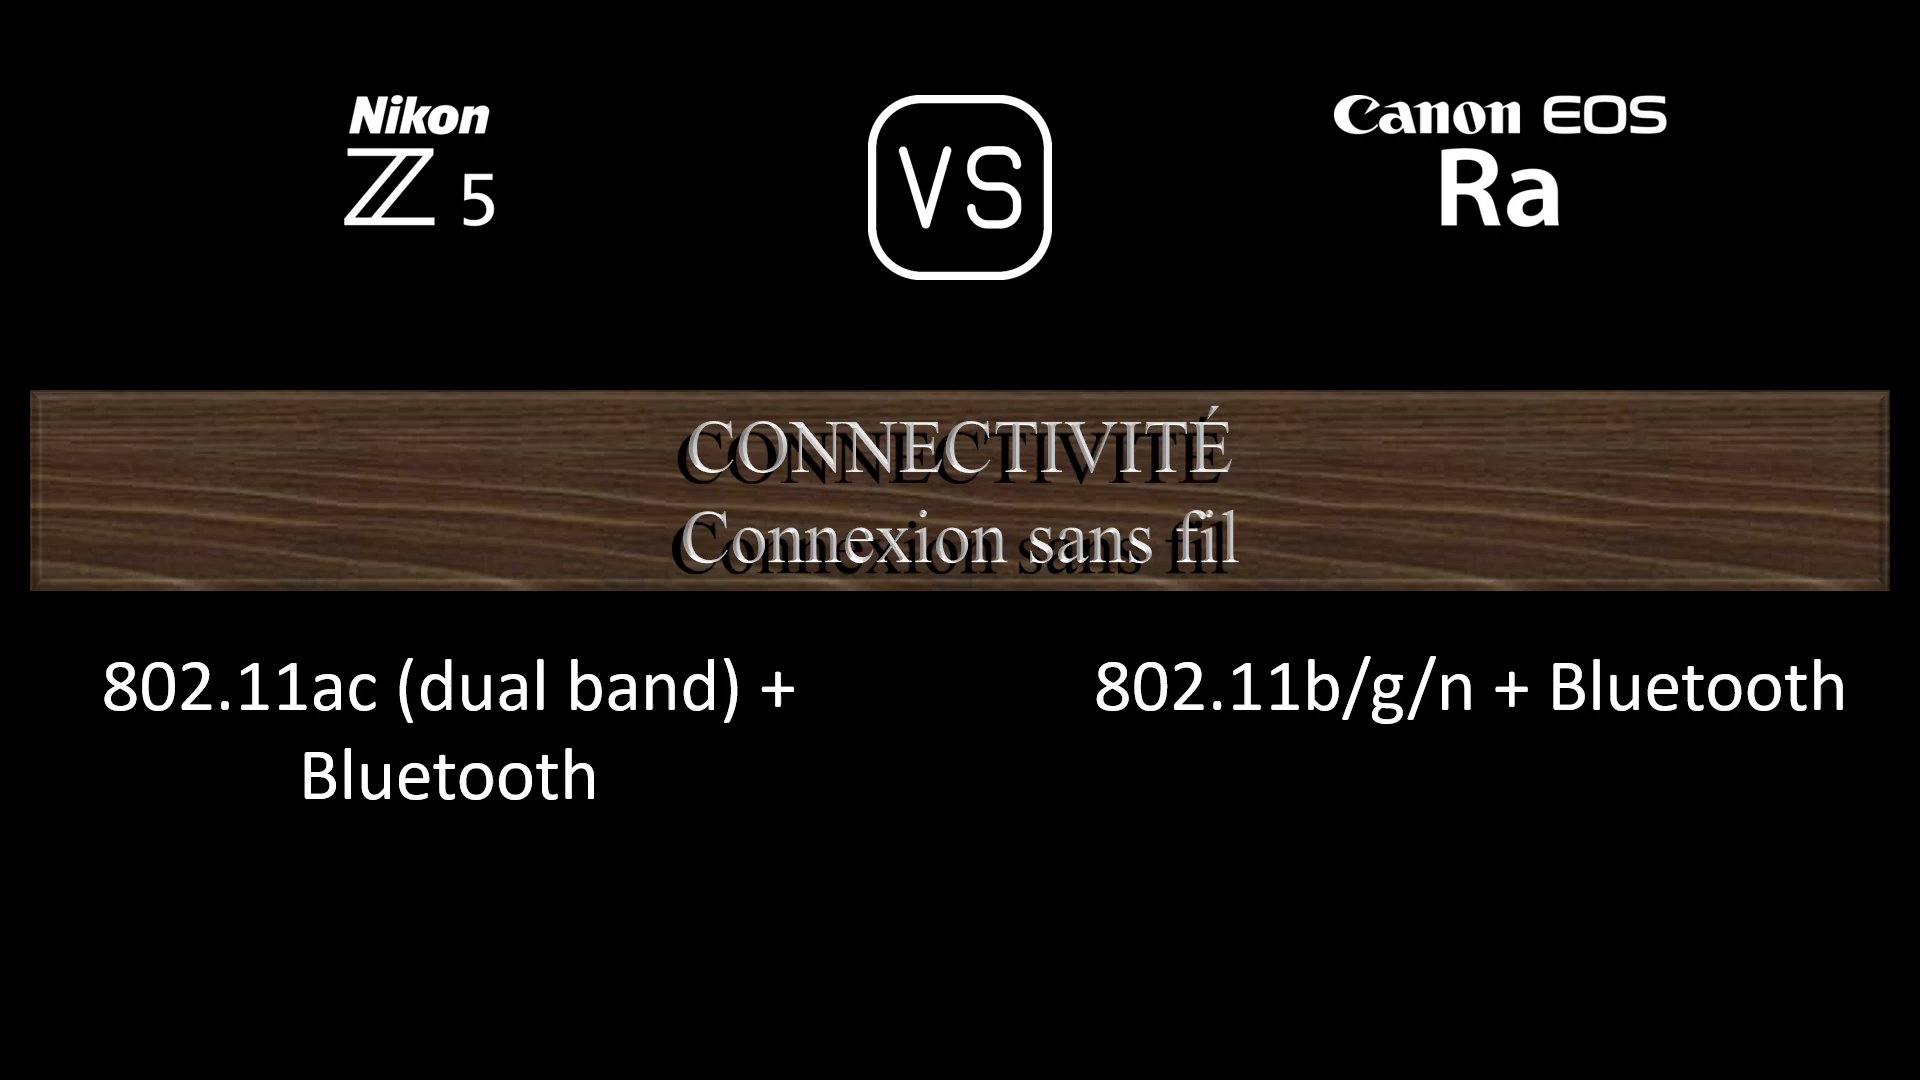 Nikon
Z 5
VS
Canon EOS
Ra
CONNECTIVITÉ
Connexion sans fil
802.11ac (dual band) +
Bluetooth
802.11b/g/n + Bluetooth